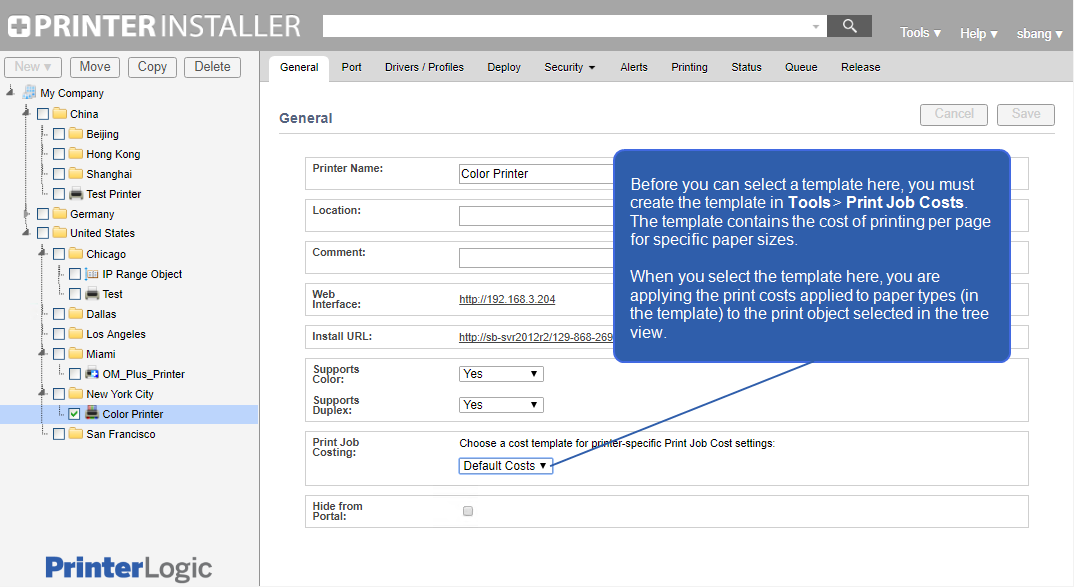 PRINTER INSTALLER
Tools ▾ Help ▾ sbang ▾
New ▾ Move Copy Delete
General Port Drivers / Profiles Deploy Security ▾ Alerts Printing Status Queue Release
My Company
China
Beijing
Hong Kong
Shanghai
Test Printer
Germany
United States
Chicago
IP Range Object
Test
Dallas
Los Angeles
Miami
OM_Plus_Printer
New York City
Color Printer
San Francisco
PrinterLogic
General
Cancel Save
Printer Name: Color Printer
Location:
Comment:
Web
Interface: http://192.168.3.204
Install URL: http://sb-svr2012r2/129-868-269
Supports
Color: Yes
Supports
Duplex: Yes
Print Job
Costing:
Choose a cost template for printer-specific Print Job Cost settings:
Default Costs
Hide from
Portal:
Before you can select a template here, you must
create the template in Tools > Print Job Costs.
The template contains the cost of printing per page
for specific paper sizes.
When you select the template here, you are
applying the print costs applied to paper types (in
the template) to the print object selected in the tree
view.